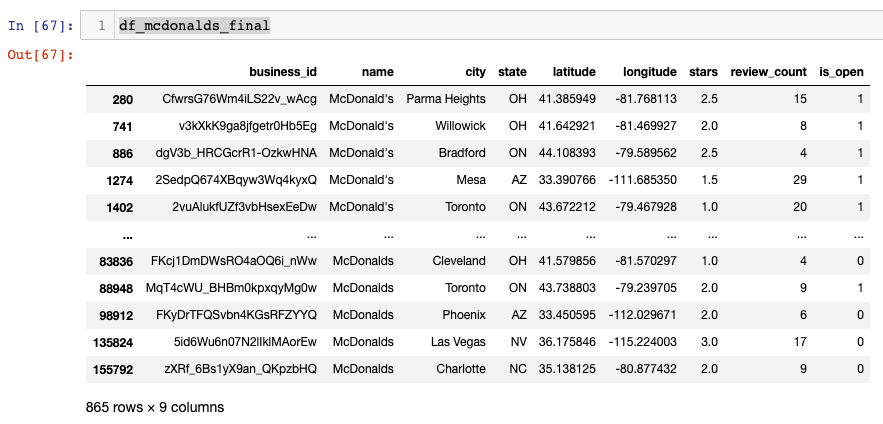 In [67]: 1 df_mcdonalds_final
Out[67]:
business_id name city state latitude longitude stars review_count is_open
280 CfwrsG76Wm4iLS22v_wAcg McDonald's Parma Heights OH 41.385949 -81.768113 2.5 15 1
741 v3kXkK9ga8jfgetr0Hb5Eg McDonald's Willowick OH 41.642921 -81.469927 2.0 8 1
886 dgV3b_HRCGcrR1-OzkwHNA McDonald's Bradford ON 44.108393 -79.589562 2.5 4 1
1274 2SedpQ674XBqyw3Wq4kyxQ McDonald's Mesa AZ 33.390766 -111.685350 1.5 29 1
1402 2vuAlukfUZf3vbHsexEeDw McDonald's Toronto ON 43.672212 -79.467928 1.0 20 1
... ... ... ... ... ... ... ... ... ...
83836 FKcj1DmDWsRO4aOQ6i_nWw McDonalds Cleveland OH 41.579856 -81.570297 1.0 4 0
88948 MqT4cWU_BHBm0kpxqyMg0w McDonalds Toronto ON 43.738803 -79.239705 2.0 9 1
98912 FKyDrTFQSvbn4KGsRFZYYQ McDonalds Phoenix AZ 33.450595 -112.029671 2.0 6 0
135824 5id6Wu6n07N2lIklMAorEw McDonalds Las Vegas NV 36.175846 -115.224003 3.0 17 0
155792 zXRf_6Bs1yX9an_QKpzbHQ McDonalds Charlotte NC 35.138125 -80.877432 2.0 9 0
865 rows × 9 columns